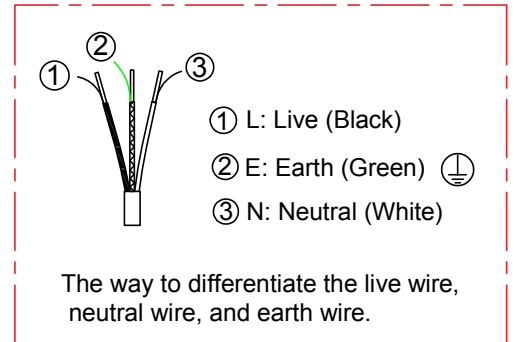 ②
① ③
① L: Live (Black)
② E: Earth (Green)
③ N: Neutral (White)
The way to differentiate the live wire,
neutral wire, and earth wire.